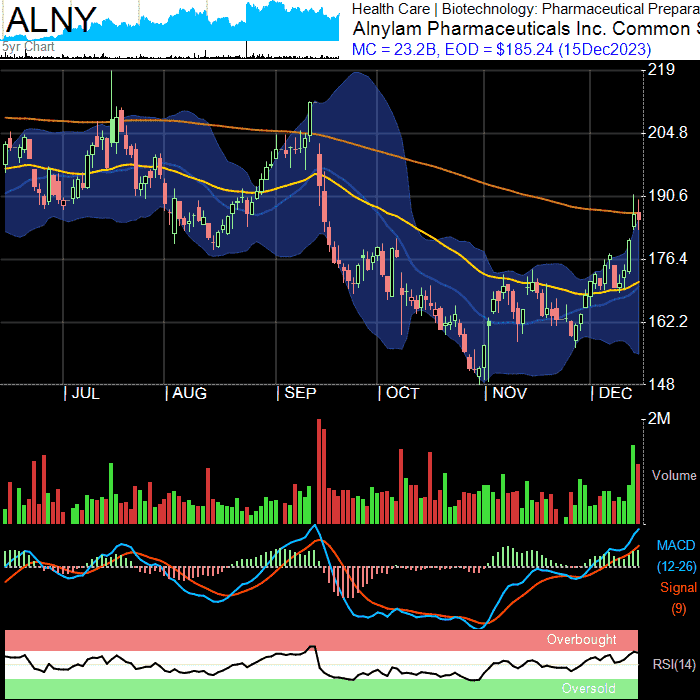 ALNY
5yr Chart
Health Care | Biotechnology: Pharmaceutical Prepara
Alnylam Pharmaceuticals Inc. Common S
MC = 23.2B, EOD = $185.24 (15Dec2023)
219
204.8
190.6
176.4
162.2
148
| JUL | AUG | SEP | OCT | NOV | DEC
2M
Volume
MACD
(12-26)
Signal
(9)
Overbought
RSI(14)
Oversold